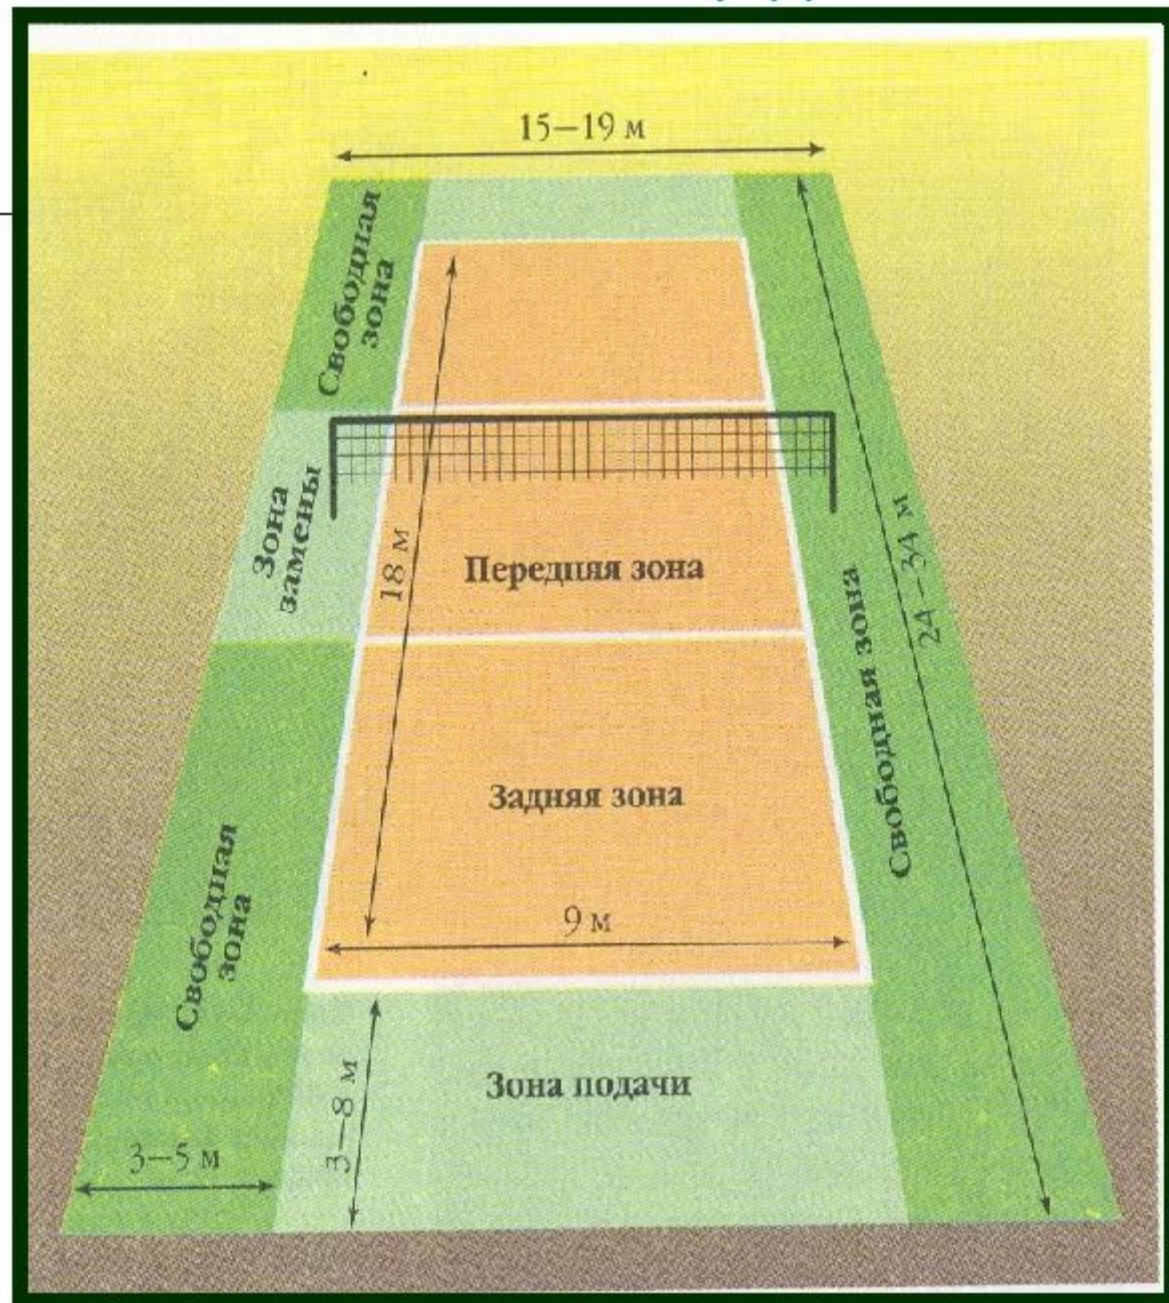 15–19 м
Свободная
зона
Зона
замены
18 м
Передняя зона
24–34 м
Свободная зона
Задняя зона
Свободная
зона
9 м
Зона подачи
3–8 м
3–5 м